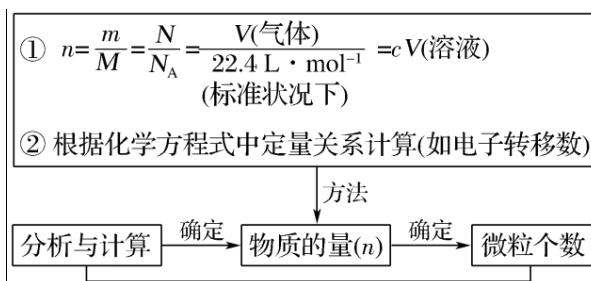 ① n=m/M=N/N_A=V(气体)/22.4 L·mol⁻¹=cV(溶液)
(标准状况下)
② 根据化学方程式中定量关系计算(如电子转移数)
方法
分析与计算 确定 物质的量(n) 确定 微粒个数